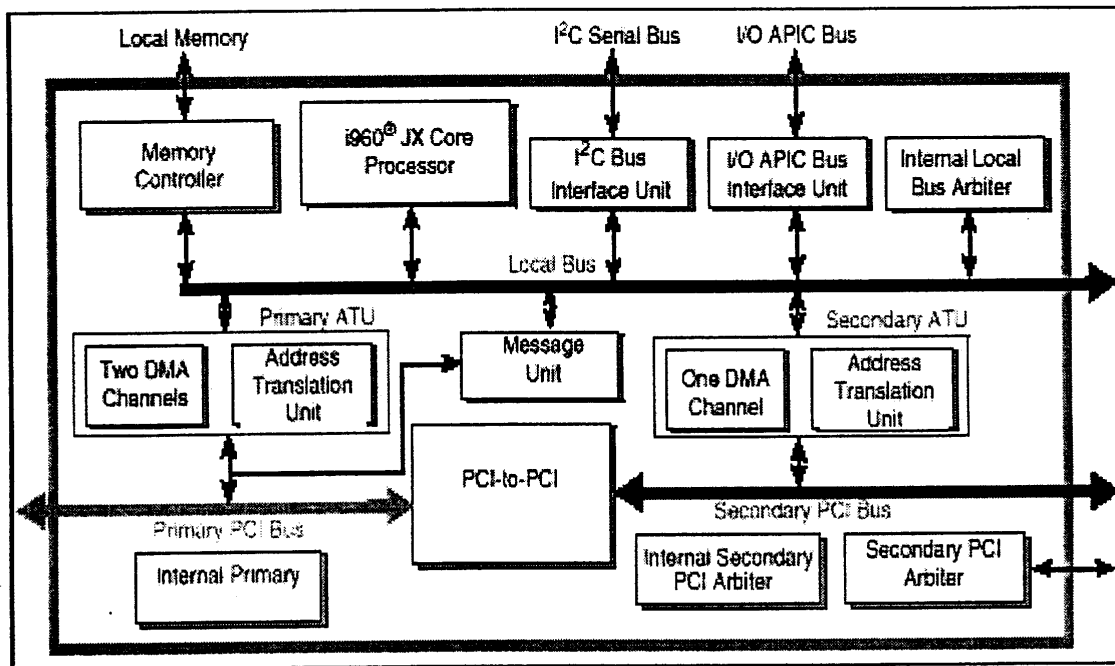 Local Memory
I²C Serial Bus
I/O APIC Bus
Memory
Controller
i960® JX Core
Processor
I²C Bus
Interface Unit
I/O APIC Bus
Interface Unit
Internal Local
Bus Arbiter
Local Bus
Primary ATU
Two DMA
Channels
Address
Translation
Unit
Message
Unit
Secondary ATU
One DMA
Channel
Address
Translation
Unit
PCI-to-PCI
Primary PCI Bus
Secondary PCI Bus
Internal Primary
Internal Secondary
PCI Arbiter
Secondary PCI
Arbiter